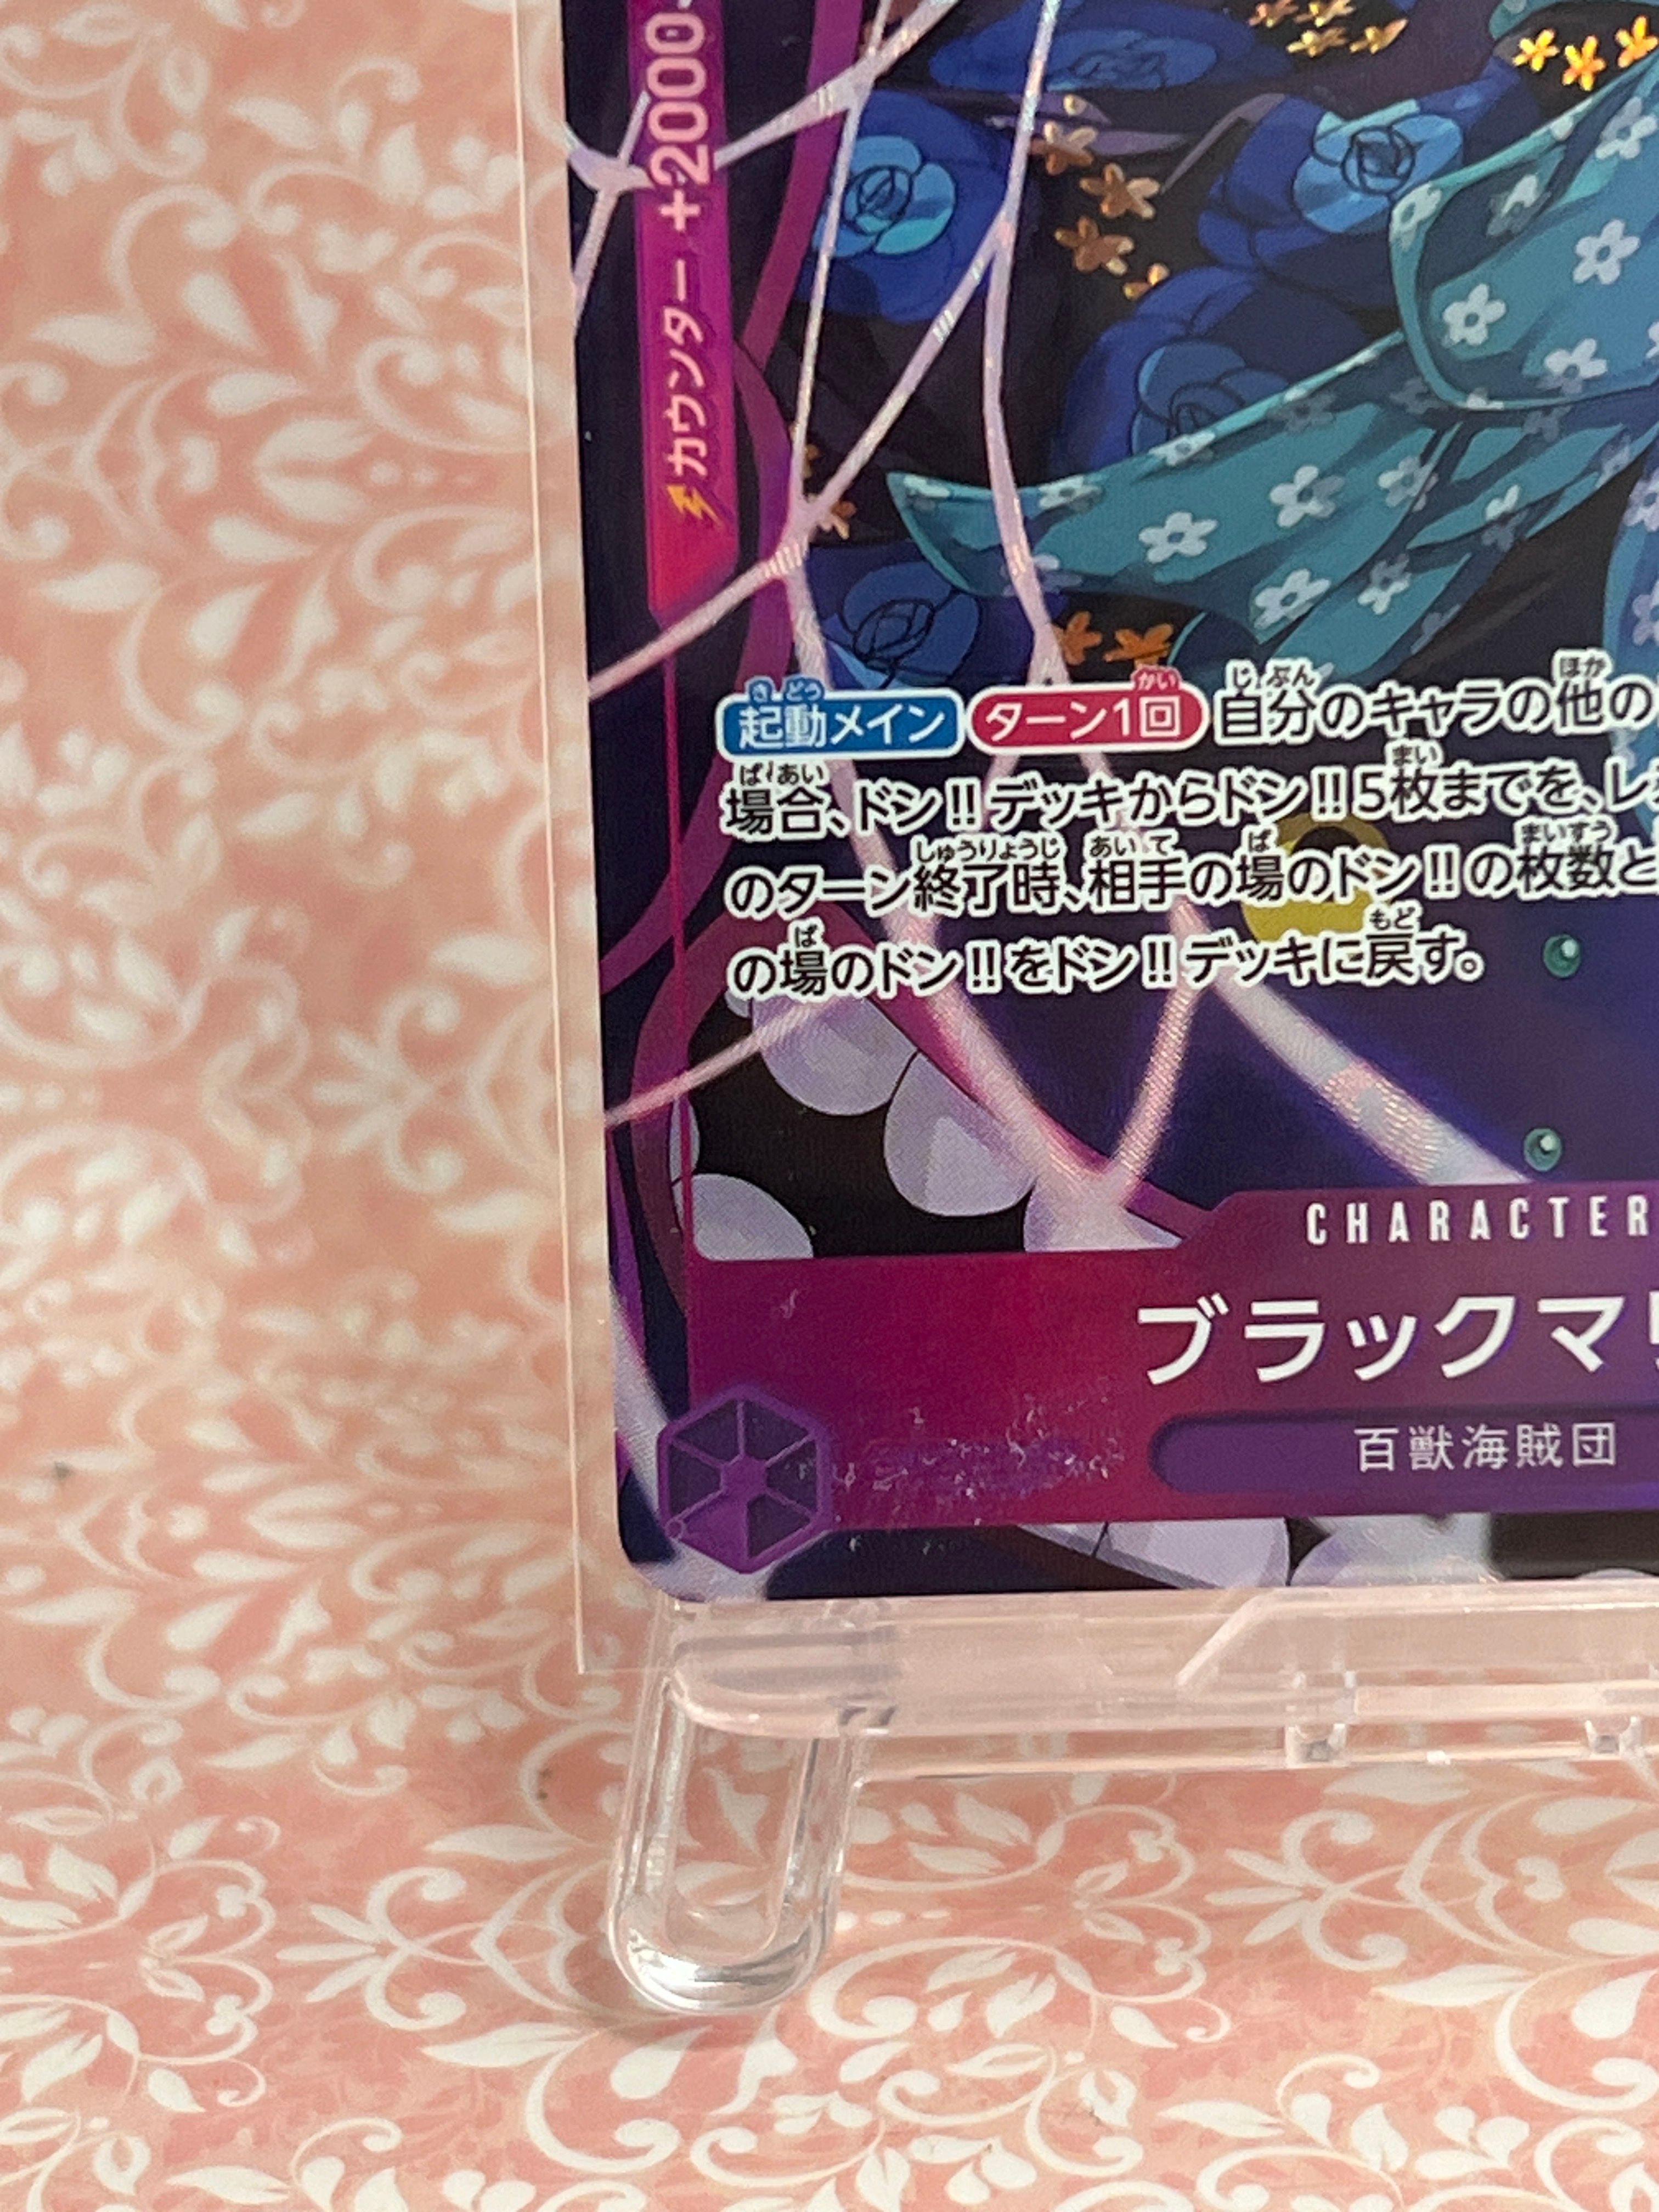 ⚡カウンター +2000
起動メイン ターン1回 自分のキャラの他の
場合、ドン!!デッキからドン!!5枚までを、レ
のターン終了時、相手の場のドン!!の枚数と
の場のドン!!をドン!!デッキに戻す。
CHARACTER
ブラックマリ
百獣海賊団